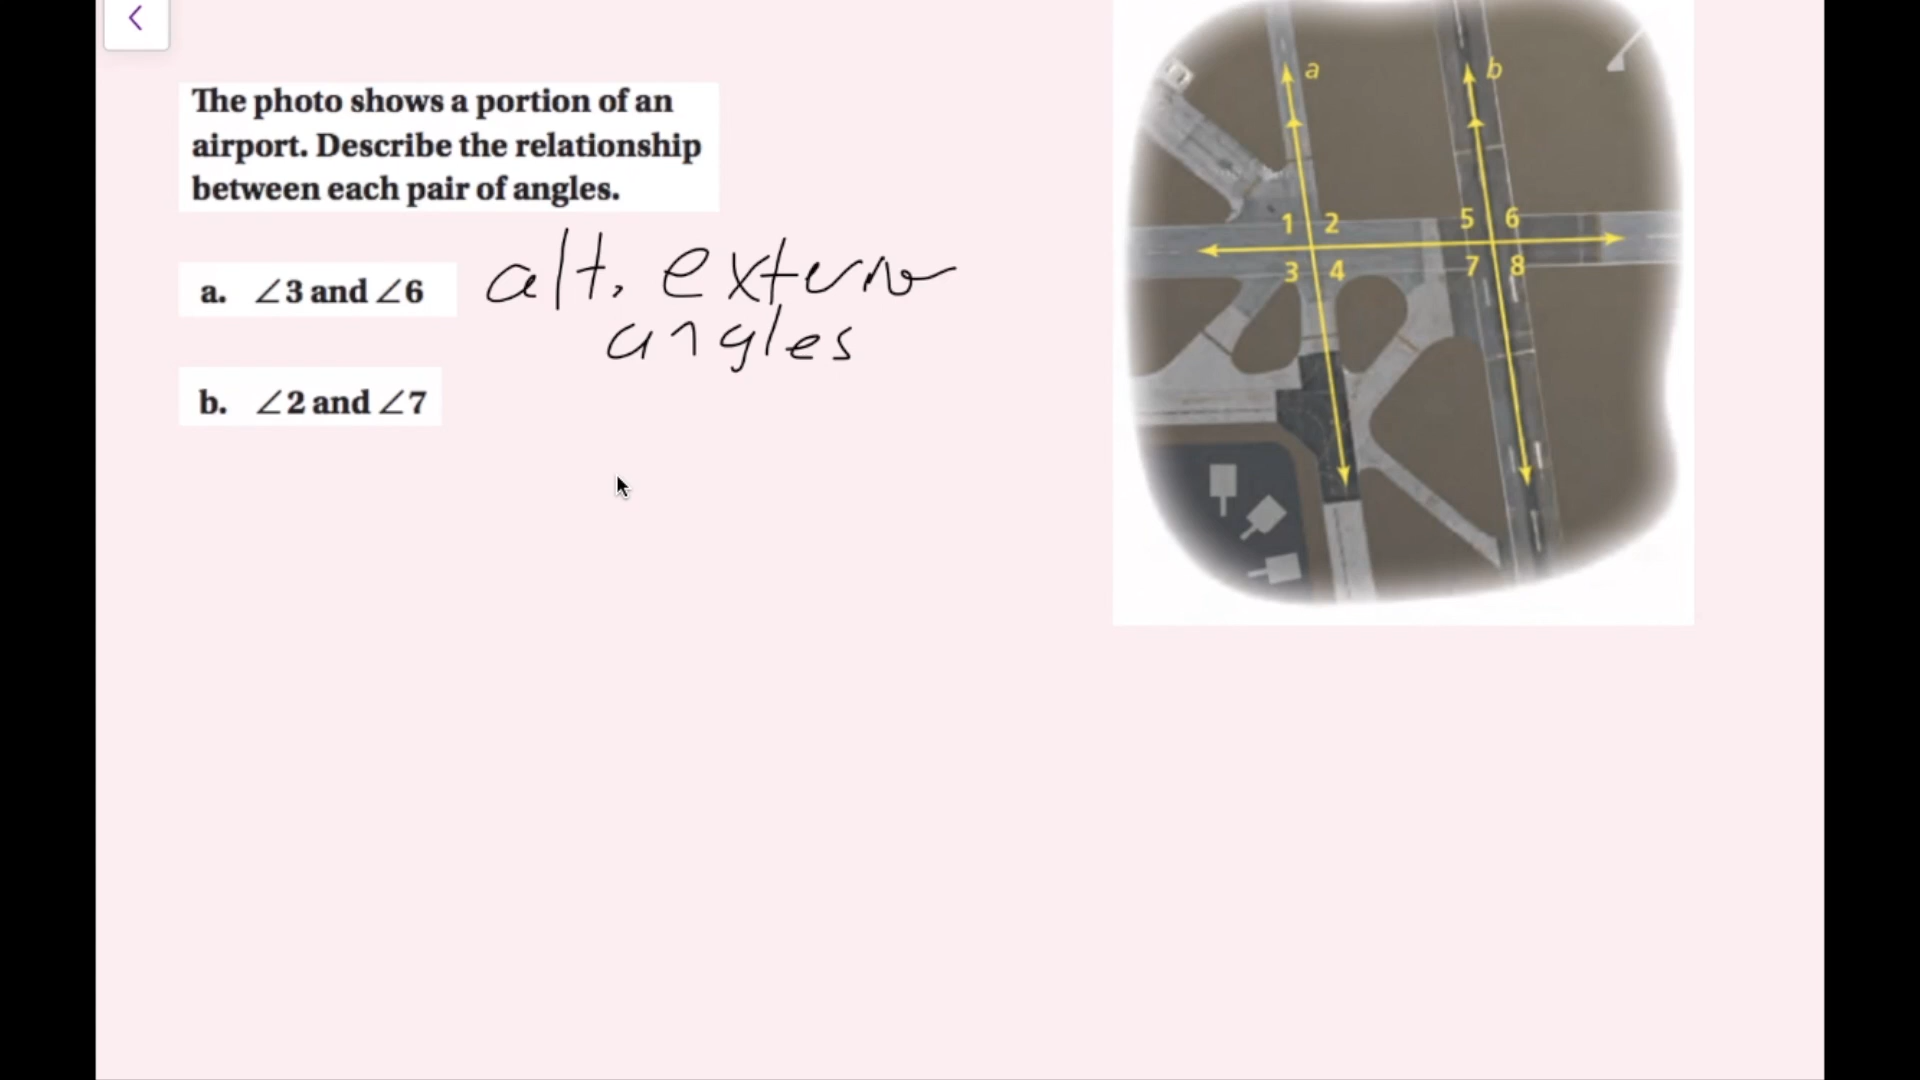 The photo shows a portion of an
airport. Describe the relationship
between each pair of angles.
a. ∠3 and ∠6
alt. extern
angles
b. ∠2 and ∠7
a
b
1 2
5 6
3 4
7 8